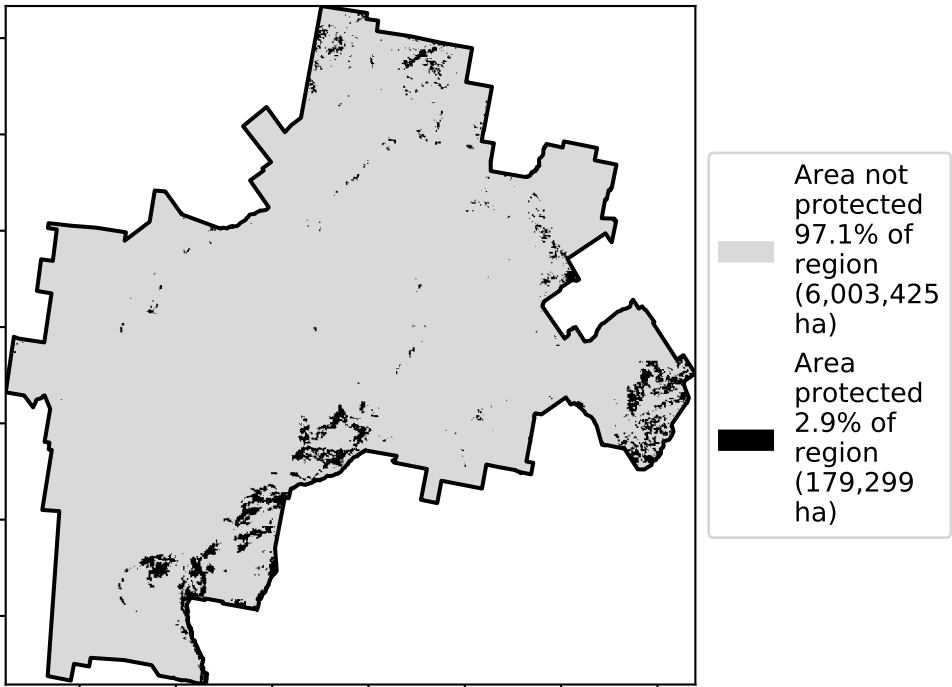 Area not
protected
97.1% of
region
(6,003,425
ha)
Area
protected
2.9% of
region
(179,299
ha)